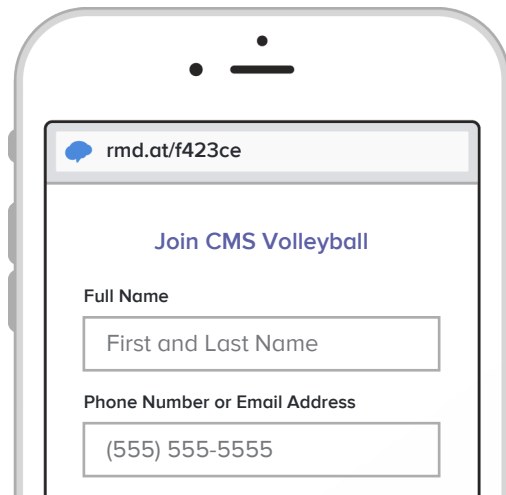 rmd.at/f423ce
Join CMS Volleyball
Full Name
First and Last Name
Phone Number or Email Address
(555) 555-5555